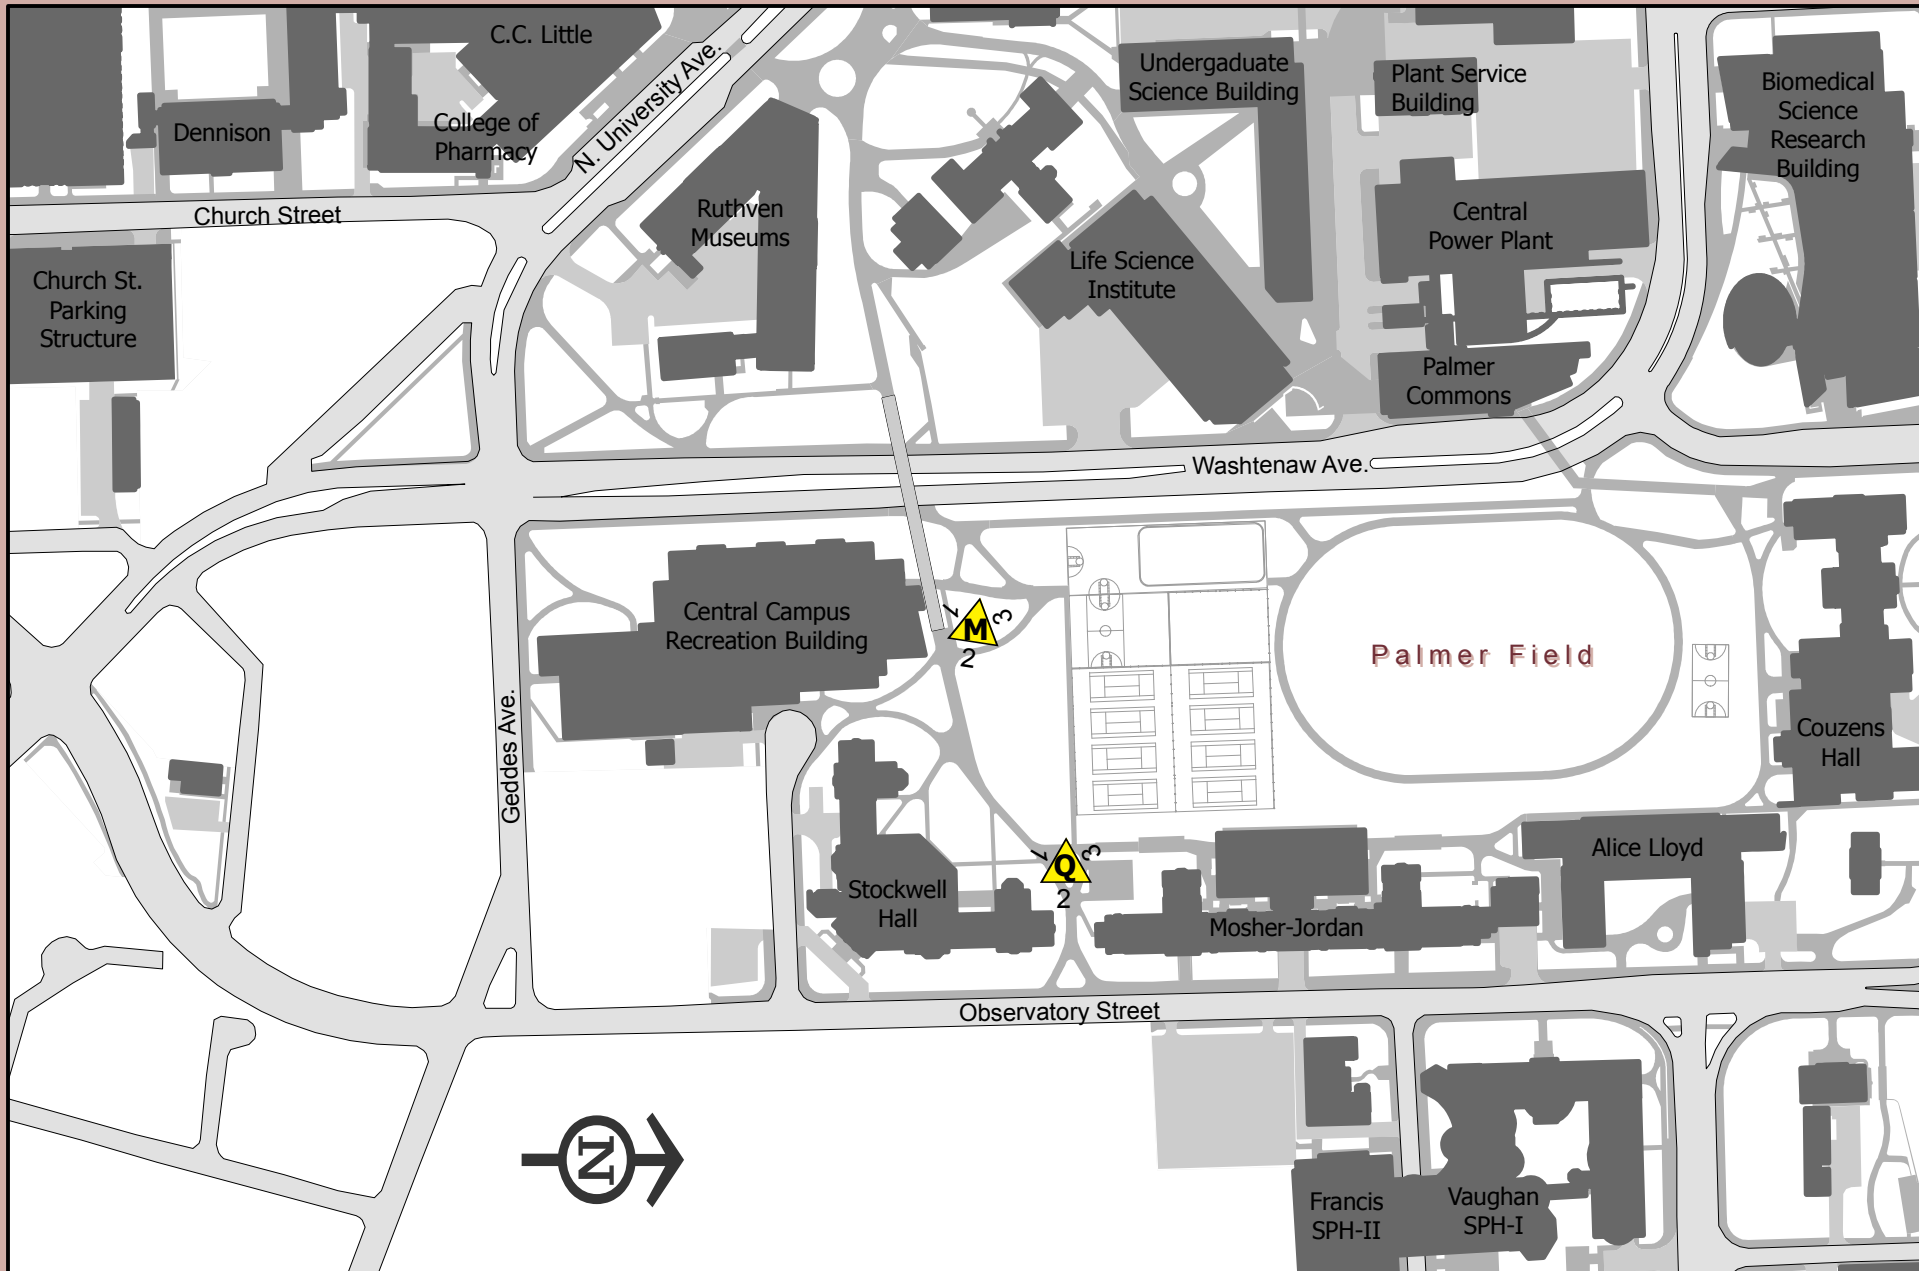 C.C. Little
Dennison
College of
Pharmacy
N. University Ave.
Undergaduate
Science Building
Plant Service
Building
Biomedical
Science
Research
Building
Church Street
Ruthven
Museums
Central
Power Plant
Church St.
Parking
Structure
Life Science
Institute
Palmer
Commons
Washtenaw Ave.
Central Campus
Recreation Building
1
M
3
2
Palmer Field
Geddes Ave.
Couzens
Hall
1
Q
3
2
Alice Lloyd
Stockwell
Hall
Mosher-Jordan
Observatory Street
N
Francis
SPH-II
Vaughan
SPH-I